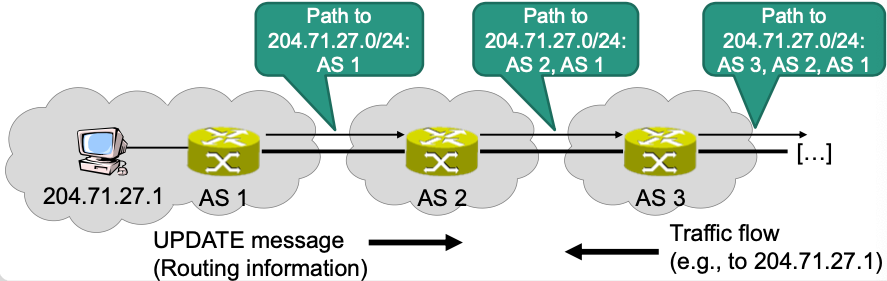 Path to
204.71.27.0/24:
AS 1
Path to
204.71.27.0/24:
AS 2, AS 1
Path to
204.71.27.0/24:
AS 3, AS 2, AS 1
[...]
204.71.27.1
AS 1
AS 2
AS 3
UPDATE message
(Routing information)
Traffic flow
(e.g., to 204.71.27.1)